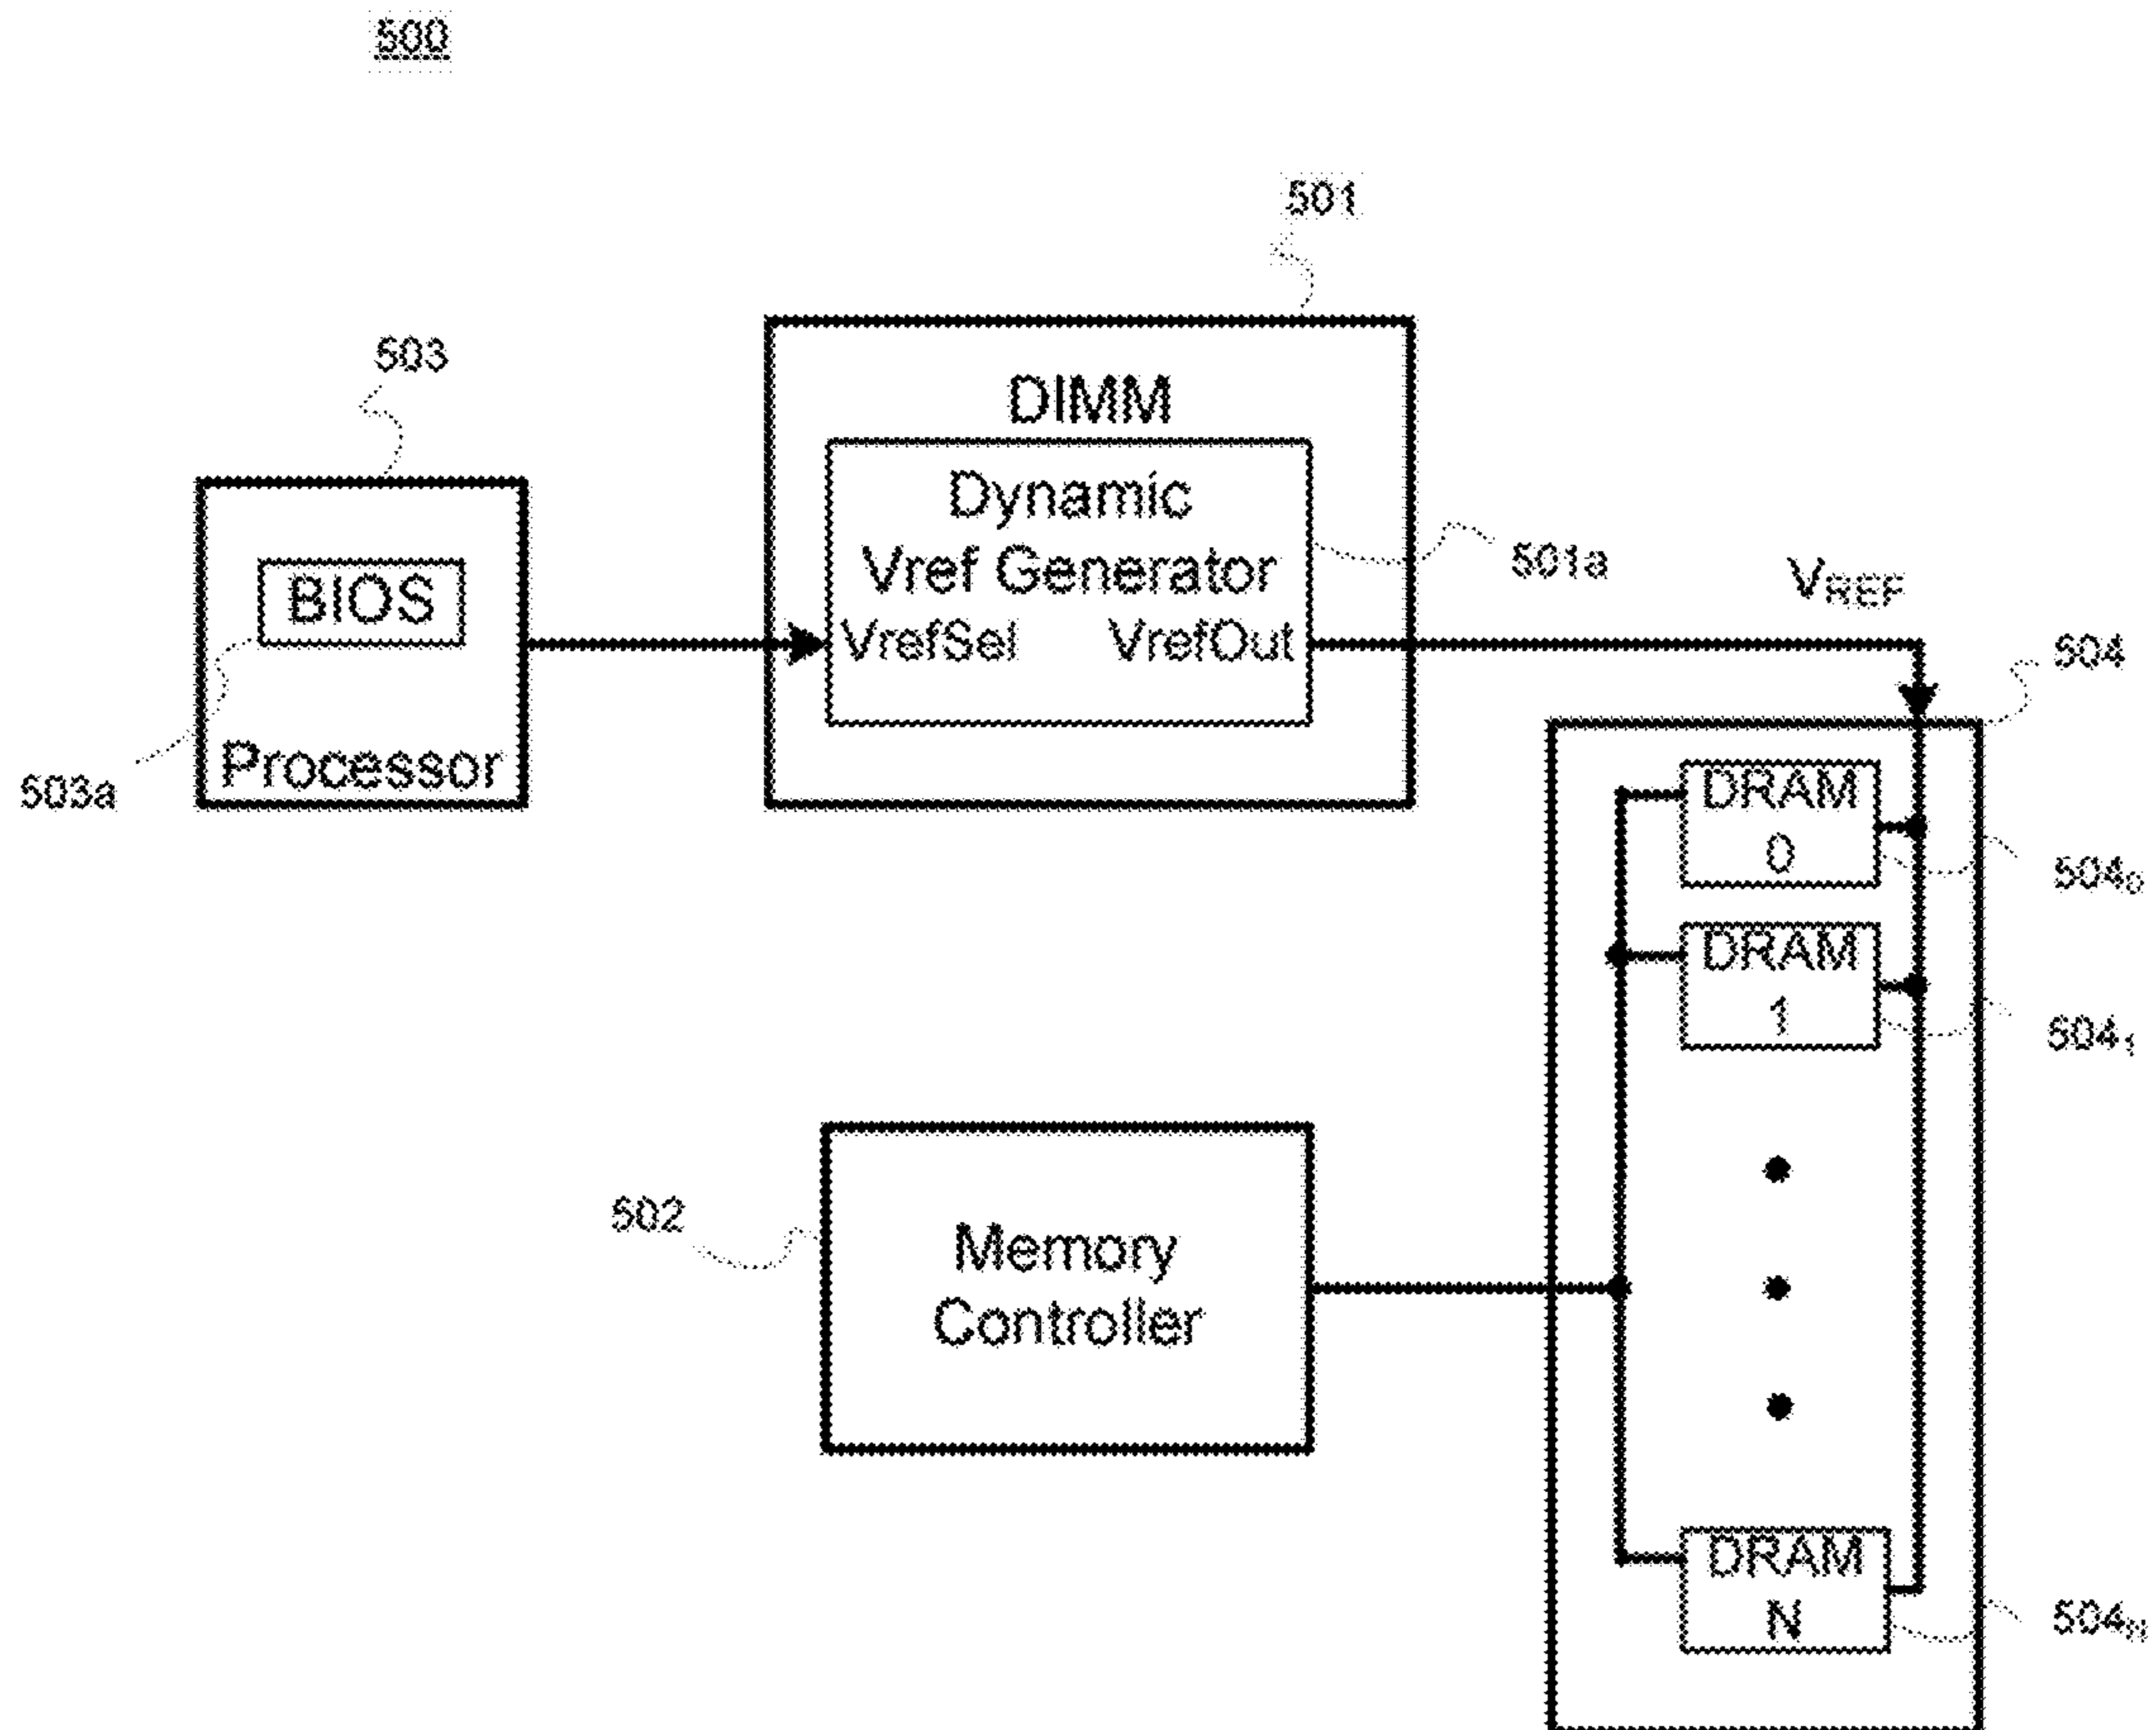 500
501
503
DIMM
Dynamic
Vref Generator
VrefSel VrefOut
501a
VREF
BIOS
Processor
503a
504
DRAM
0
5040
DRAM
1
5041
502
Memory
Controller
DRAM
N
504N